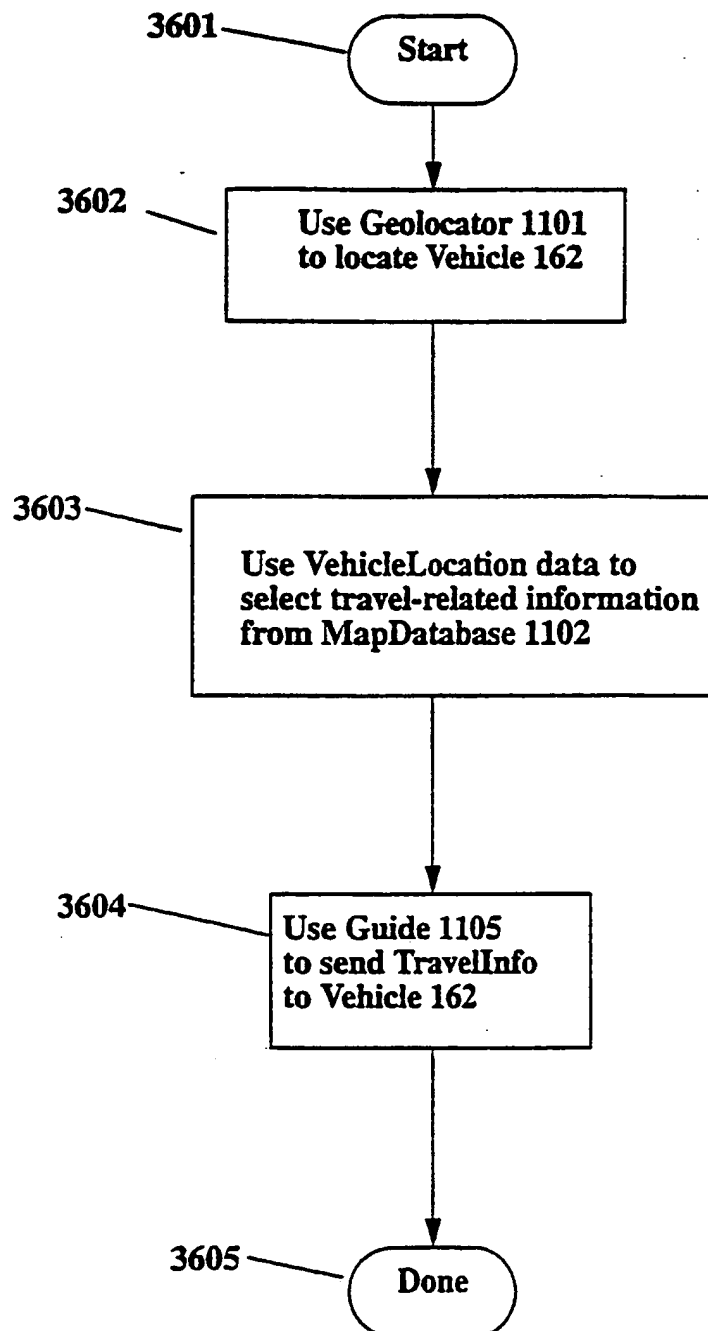 3601
Start
3602
Use Geolocator 1101
to locate Vehicle 162
3603
Use VehicleLocation data to
select travel-related information
from MapDatabase 1102
3604
Use Guide 1105
to send TravelInfo
to Vehicle 162
3605
Done